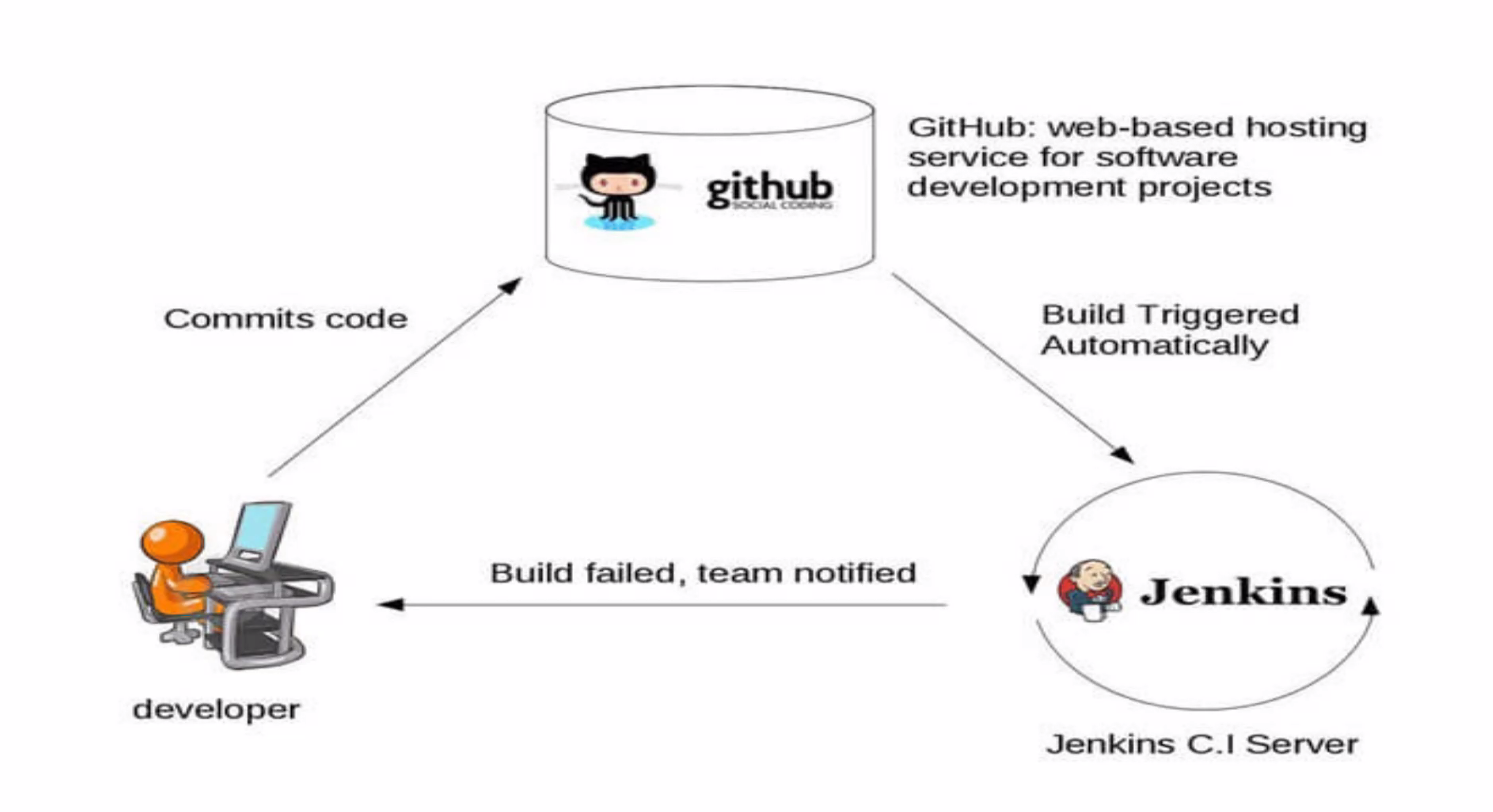 github
SOCIAL CODING
GitHub: web-based hosting
service for software
development projects
Commits code
Build Triggered
Automatically
Build failed, team notified
Jenkins
developer
Jenkins C.I Server